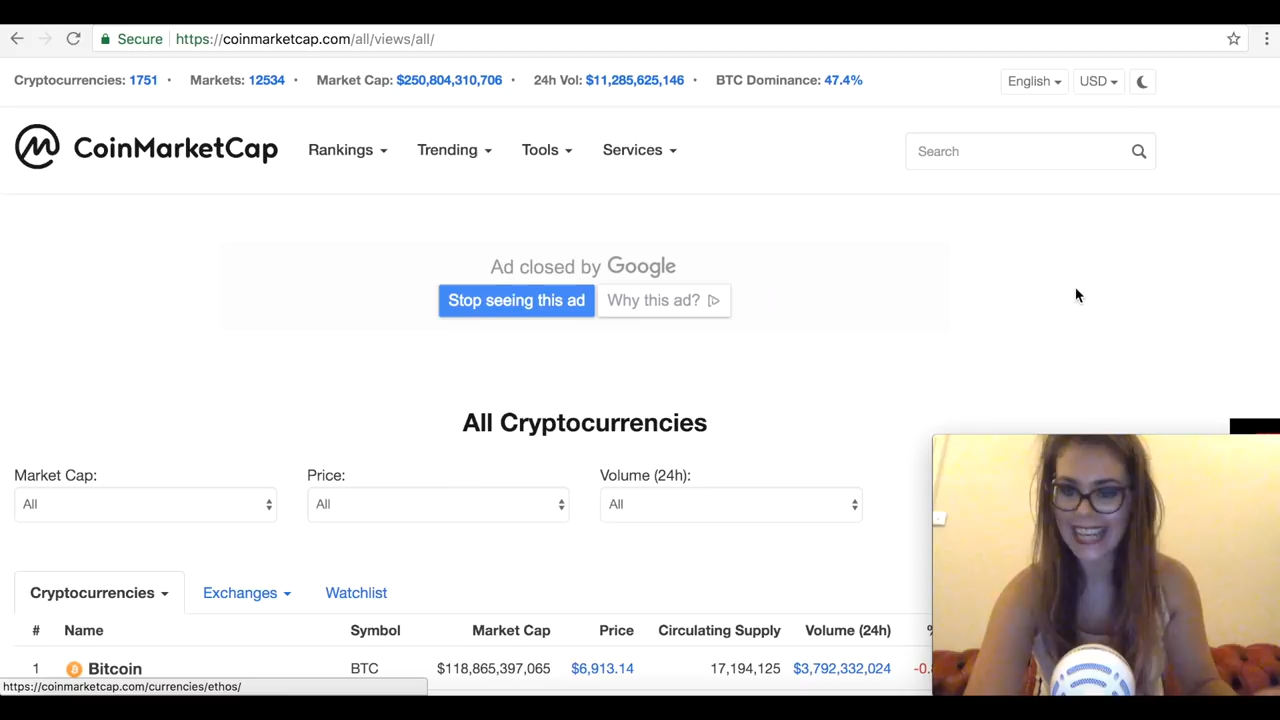 Secure https://coinmarketcap.com/all/views/all/
Cryptocurrencies: 1751 • Markets: 12534 • Market Cap: $250,804,310,706 • 24h Vol: $11,285,625,146 • BTC Dominance: 47.4% English USD
CoinMarketCap Rankings Trending Tools Services Search
Ad closed by Google
Stop seeing this ad Why this ad?
All Cryptocurrencies
Market Cap: Price: Volume (24h):
All All All
Cryptocurrencies Exchanges Watchlist
# Name Symbol Market Cap Price Circulating Supply Volume (24h) %
1 Bitcoin BTC $118,865,397,065 $6,913.14 17,194,125 $3,792,332,024
https://coinmarketcap.com/currencies/ethos/